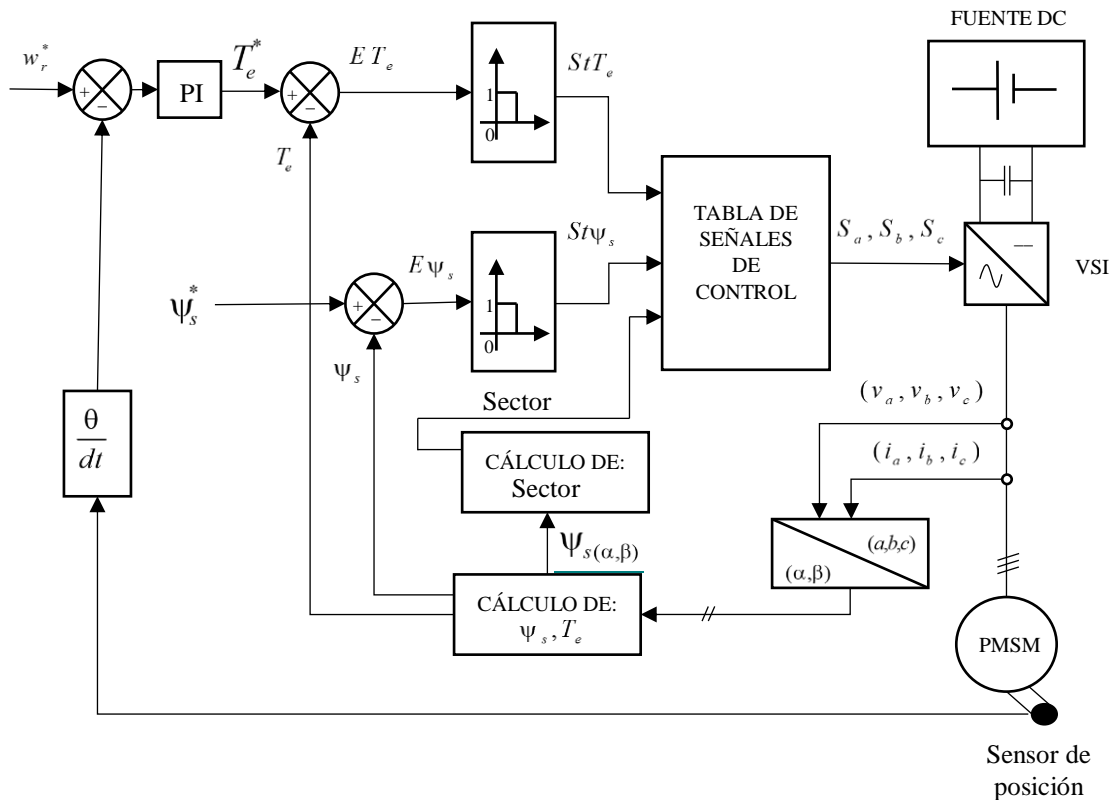 FUENTE DC
w_r^*
+
−
PI
T_e^*
+
−
E T_e
1
0
StT_e
T_e
TABLA DE
SEÑALES
DE
CONTROL
S_a , S_b , S_c
VSI
ψ_s^*
+
−
Eψ_s
1
0
Stψ_s
ψ_s
Sector
(v_a , v_b , v_c)
(i_a , i_b , i_c)
θ
dt
CÁLCULO DE:
Sector
ψ_s(α,β)
(a,b,c)
(α,β)
CÁLCULO DE:
ψ_s , T_e
PMSM
Sensor de
posición